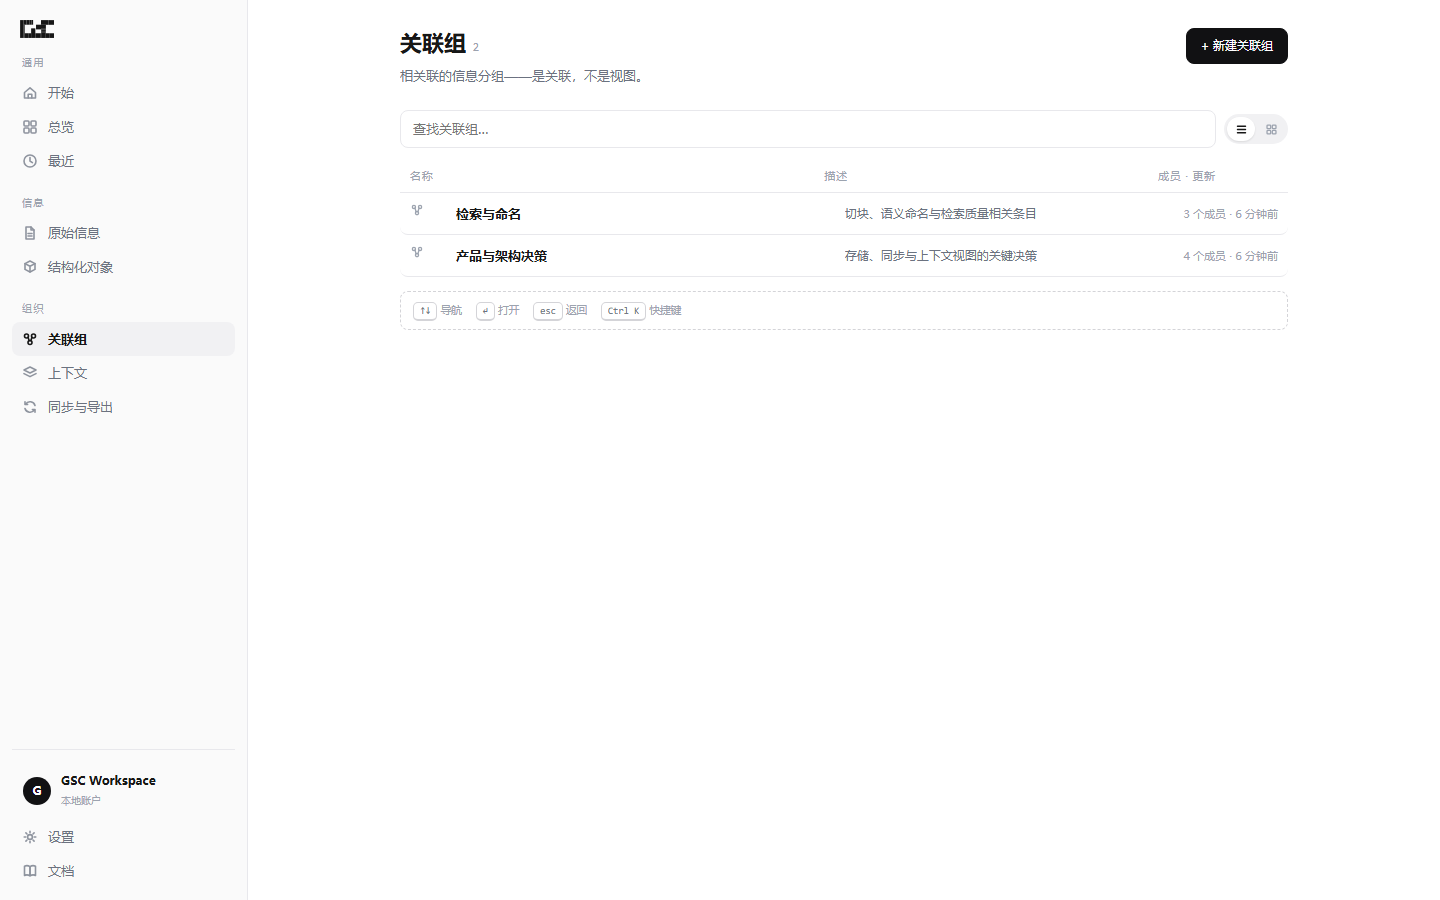 GSC
通用
开始
总览
最近
信息
原始信息
结构化对象
组织
关联组
上下文
同步与导出
G
GSC Workspace
本地账户
设置
文档
关联组 2
+ 新建关联组
相关联的信息分组——是关联，不是视图。
查找关联组...
名称 描述 成员 · 更新
检索与命名 切块、语义命名与检索质量相关条目 3 个成员 · 6 分钟前
产品与架构决策 存储、同步与上下文视图的关键决策 4 个成员 · 6 分钟前
↑↓ 导航 ↵ 打开 esc 返回 Ctrl K 快捷键